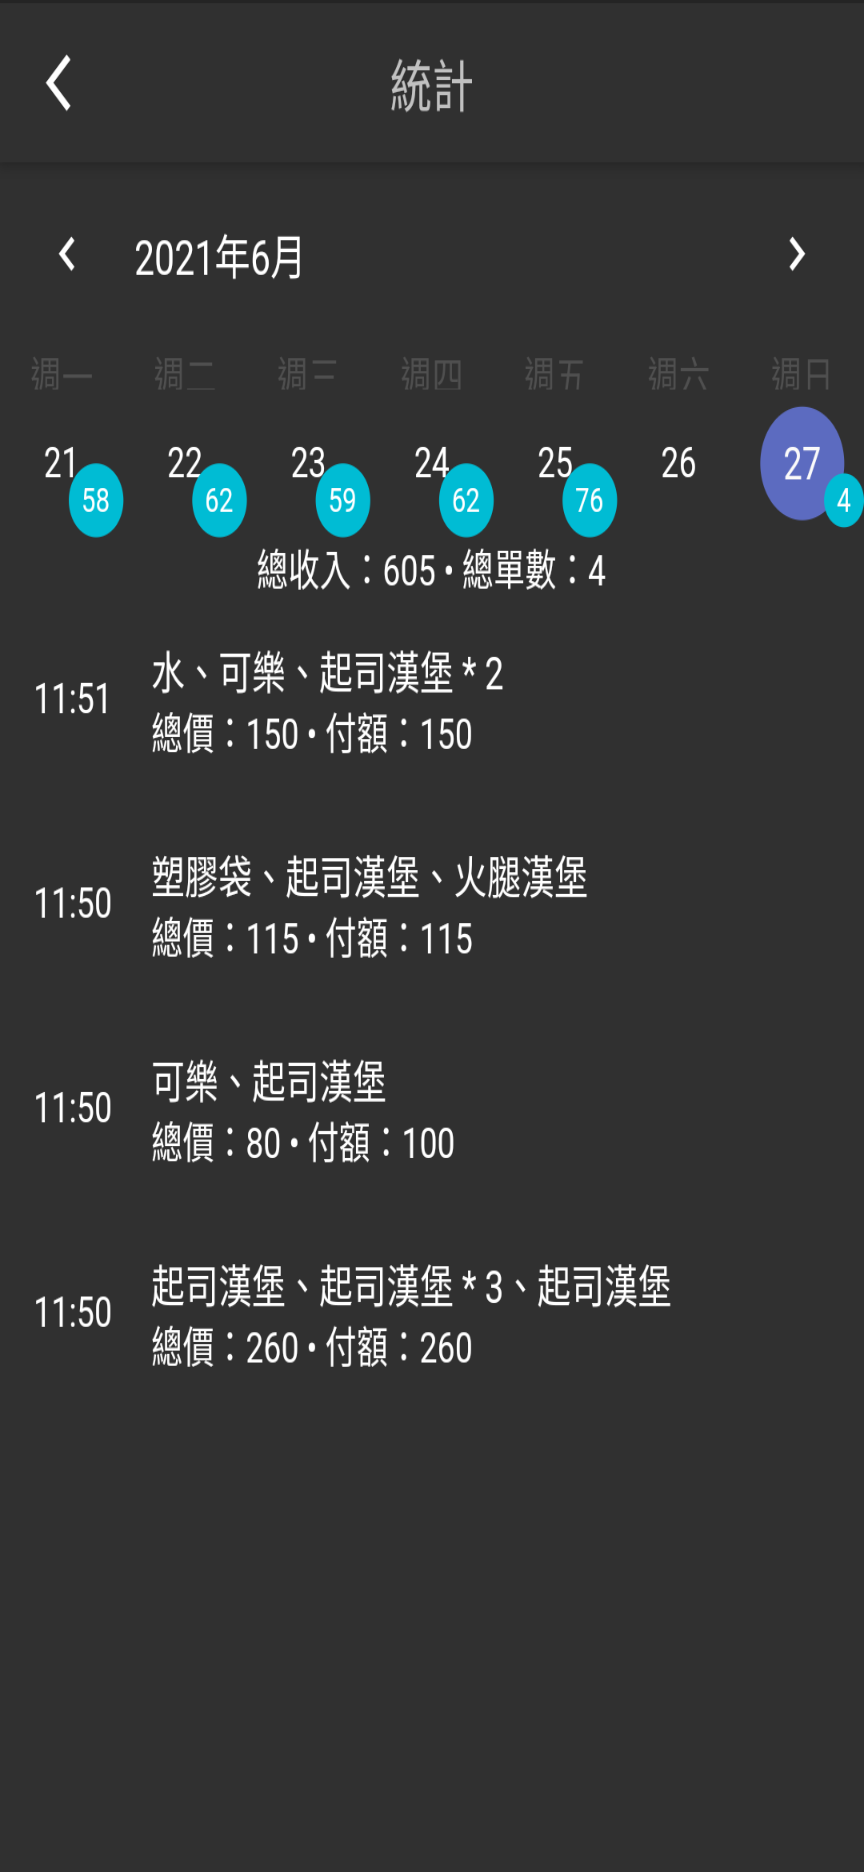 統計
2021年6月
週一 週二 週三 週四 週五 週六 週日
21 22 23 24 25 26 27
58 62 59 62 76 4
總收入：605 • 總單數：4
11:51
水、可樂、起司漢堡 * 2
總價：150 • 付額：150
11:50
塑膠袋、起司漢堡、火腿漢堡
總價：115 • 付額：115
11:50
可樂、起司漢堡
總價：80 • 付額：100
11:50
起司漢堡、起司漢堡 * 3、起司漢堡
總價：260 • 付額：260